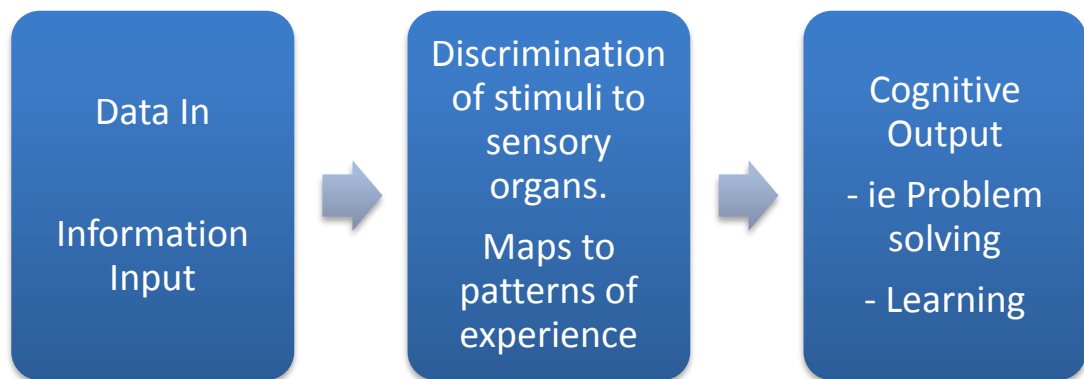 Data In
Information
Input
Discrimination
of stimuli to
sensory
organs.
Maps to
patterns of
experience
Cognitive
Output
- ie Problem
solving
- Learning